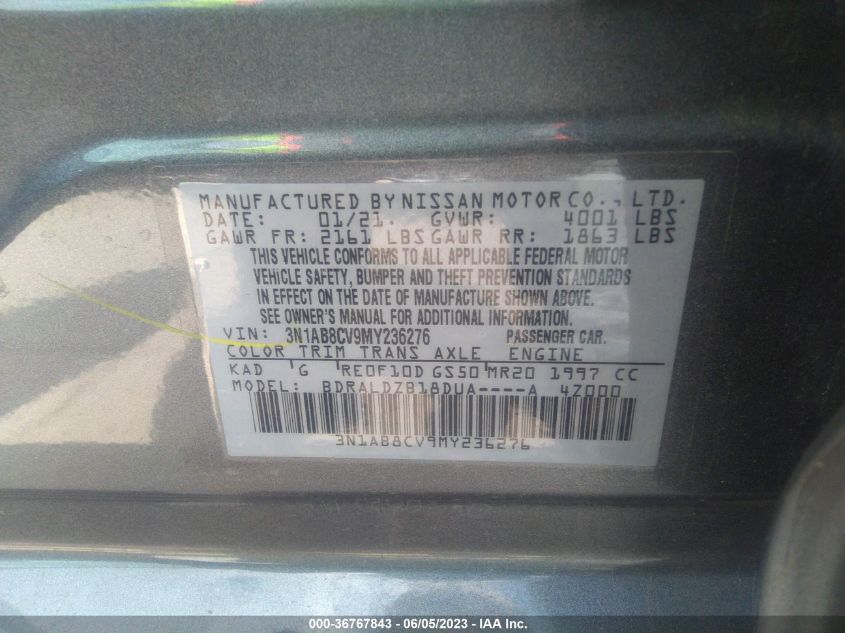 MANUFACTURED BY NISSAN MOTOR CO., LTD.
DATE: 01/21. GVWR: 4001 LBS
GAWR FR: 2161 LBS GAWR RR: 1863 LBS
THIS VEHICLE CONFORMS TO ALL APPLICABLE FEDERAL MOTOR
VEHICLE SAFETY, BUMPER AND THEFT PREVENTION STANDARDS
IN EFFECT ON THE DATE OF MANUFACTURE SHOWN ABOVE.
SEE OWNER'S MANUAL FOR ADDITIONAL INFORMATION.
VIN: 3N1AB8CV9MY236276 PASSENGER CAR.
COLOR TRIM TRANS AXLE ENGINE
KAD G RE0F10D GS50 MR20 1997 CC
MODEL: BDRALDZB18DUA----A 4Z000
3N1AB8CV9MY236276
000-36767843 - 06/05/2023 - IAA Inc.